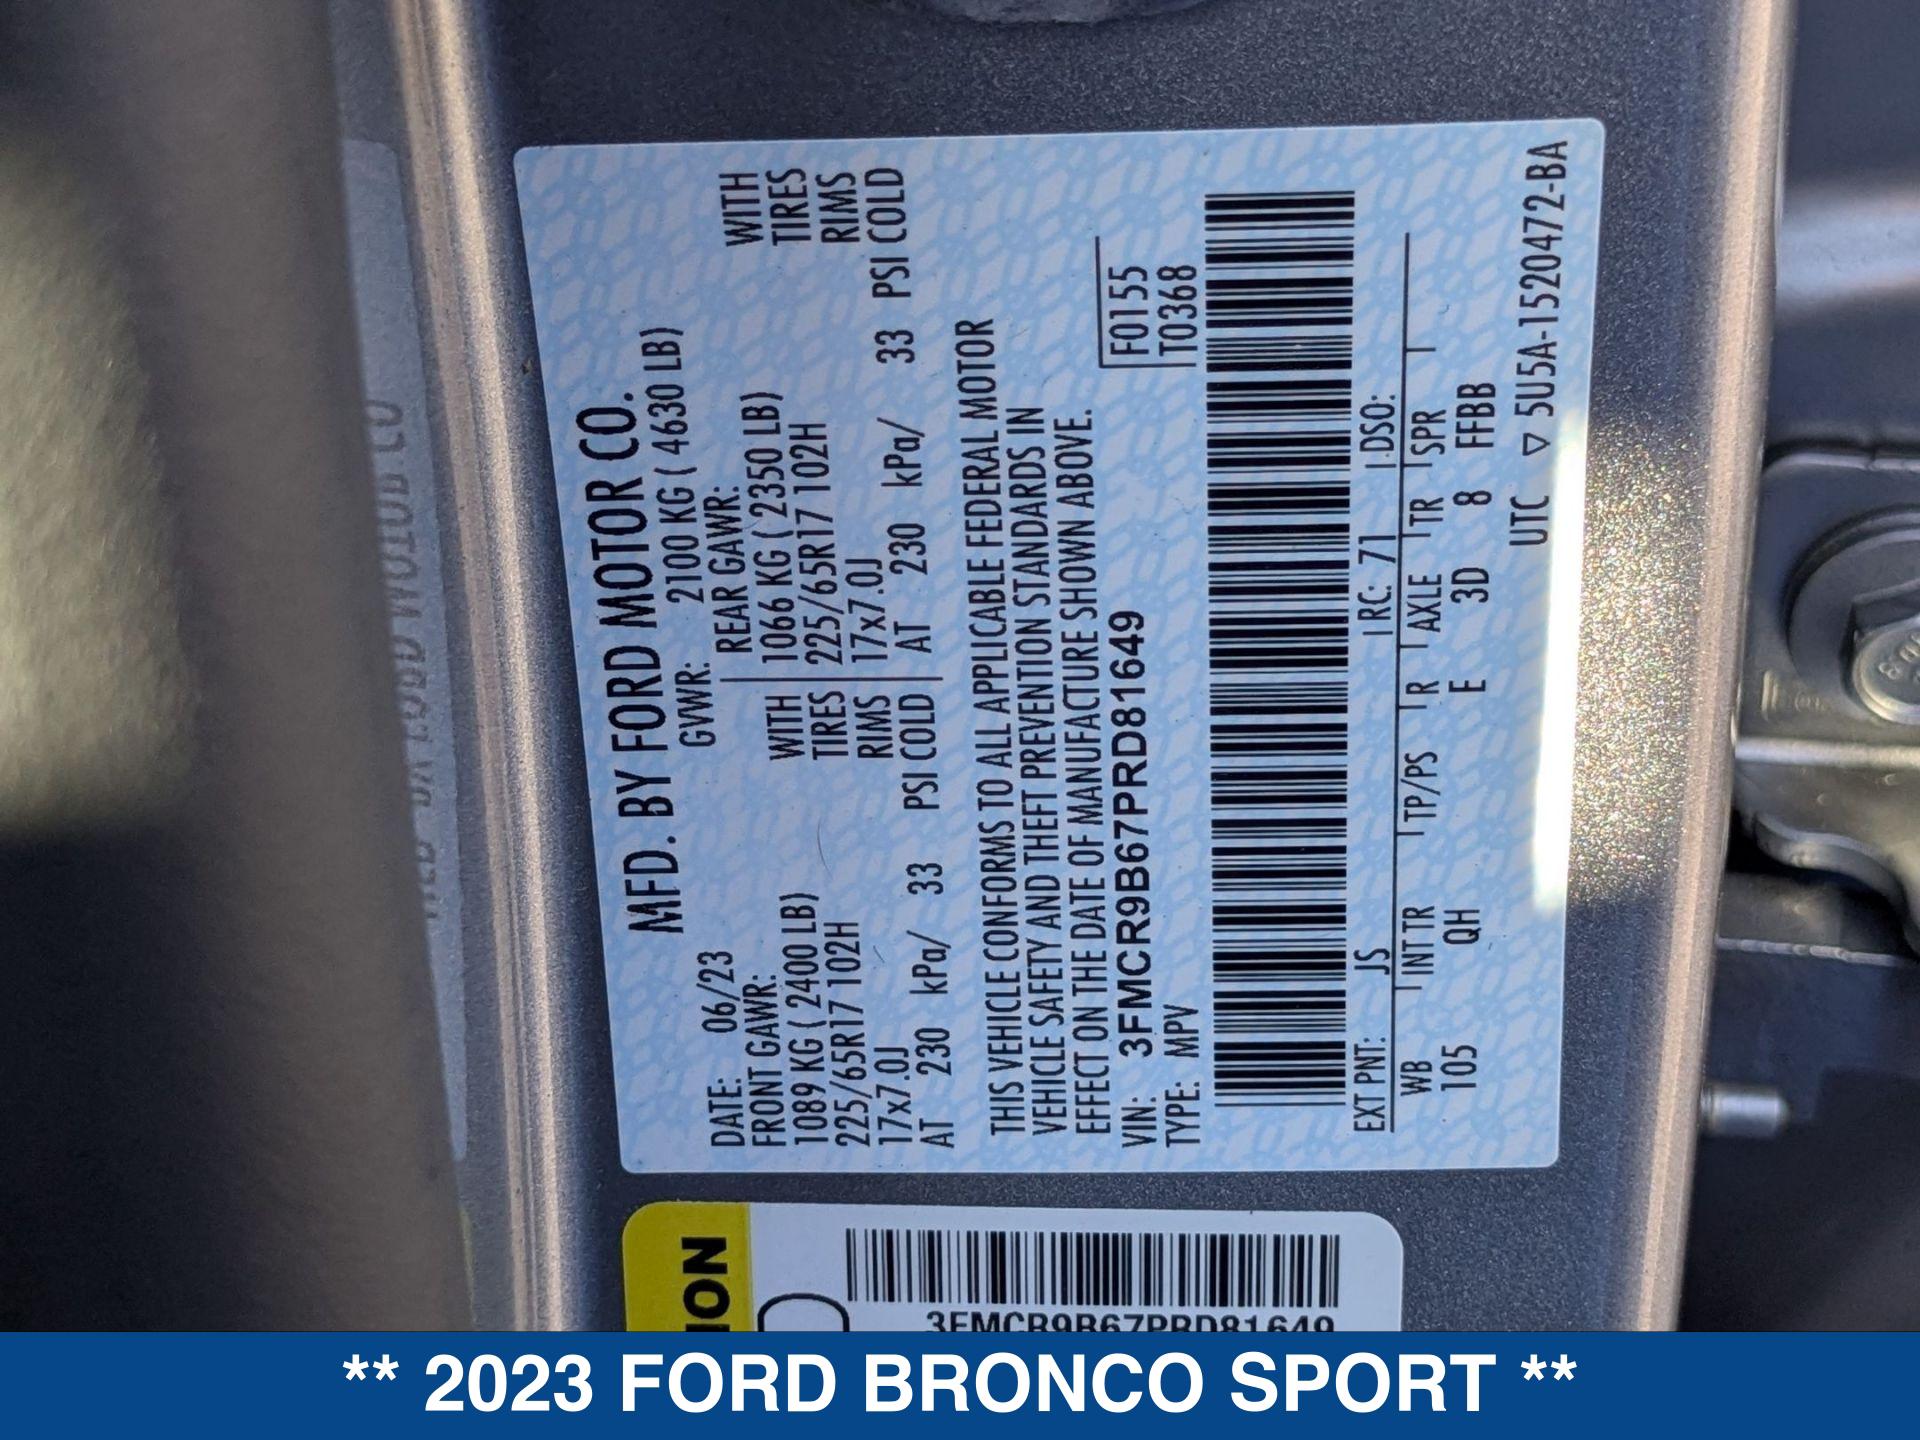 MFD. BY FORD MOTOR CO.
DATE: 06/23 GVWR: 2100 KG ( 4630 LB)
FRONT GAWR: REAR GAWR:
1089 KG ( 2400 LB) WITH 1066 KG ( 2350 LB) WITH
225/65R17 102H TIRES 225/65R17 102H TIRES
17x7.0J RIMS 17x7.0J RIMS
AT 230 kPa/ 33 PSI COLD AT 230 kPa/ 33 PSI COLD
THIS VEHICLE CONFORMS TO ALL APPLICABLE FEDERAL MOTOR
VEHICLE SAFETY AND THEFT PREVENTION STANDARDS IN
EFFECT ON THE DATE OF MANUFACTURE SHOWN ABOVE.
VIN: 3FMCR9B67PRD81649 F0155
TYPE: MPV T0368
EXT PNT: JS RC: 71 DSO:
WB INT TR TP/PS R AXLE TR SPR
105 QH E 3D 8 FFBB
UTC ▽ 5U5A-1520472-BA
3FMCR9B67PRD81649
** 2023 FORD BRONCO SPORT **